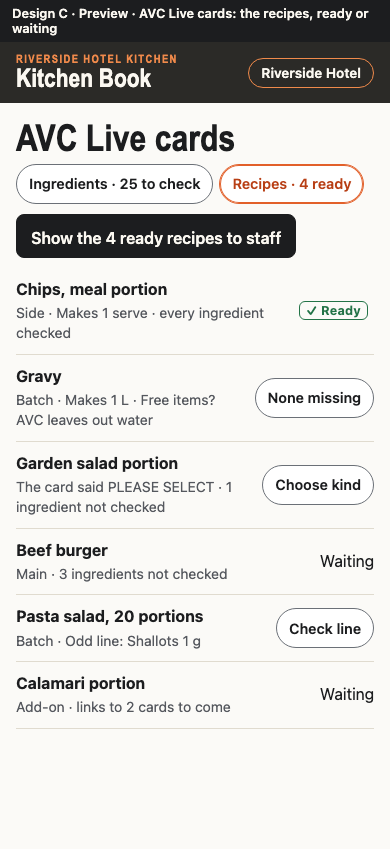 Design C · Preview · AVC Live cards: the recipes, ready or
waiting
RIVERSIDE HOTEL KITCHEN
Kitchen Book
Riverside Hotel
AVC Live cards
Ingredients · 25 to check
Recipes · 4 ready
Show the 4 ready recipes to staff
Chips, meal portion
Side · Makes 1 serve · every ingredient
checked
✓ Ready
Gravy
Batch · Makes 1 L · Free items?
AVC leaves out water
None missing
Garden salad portion
The card said PLEASE SELECT · 1
ingredient not checked
Choose kind
Beef burger
Main · 3 ingredients not checked
Waiting
Pasta salad, 20 portions
Batch · Odd line: Shallots 1 g
Check line
Calamari portion
Add-on · links to 2 cards to come
Waiting